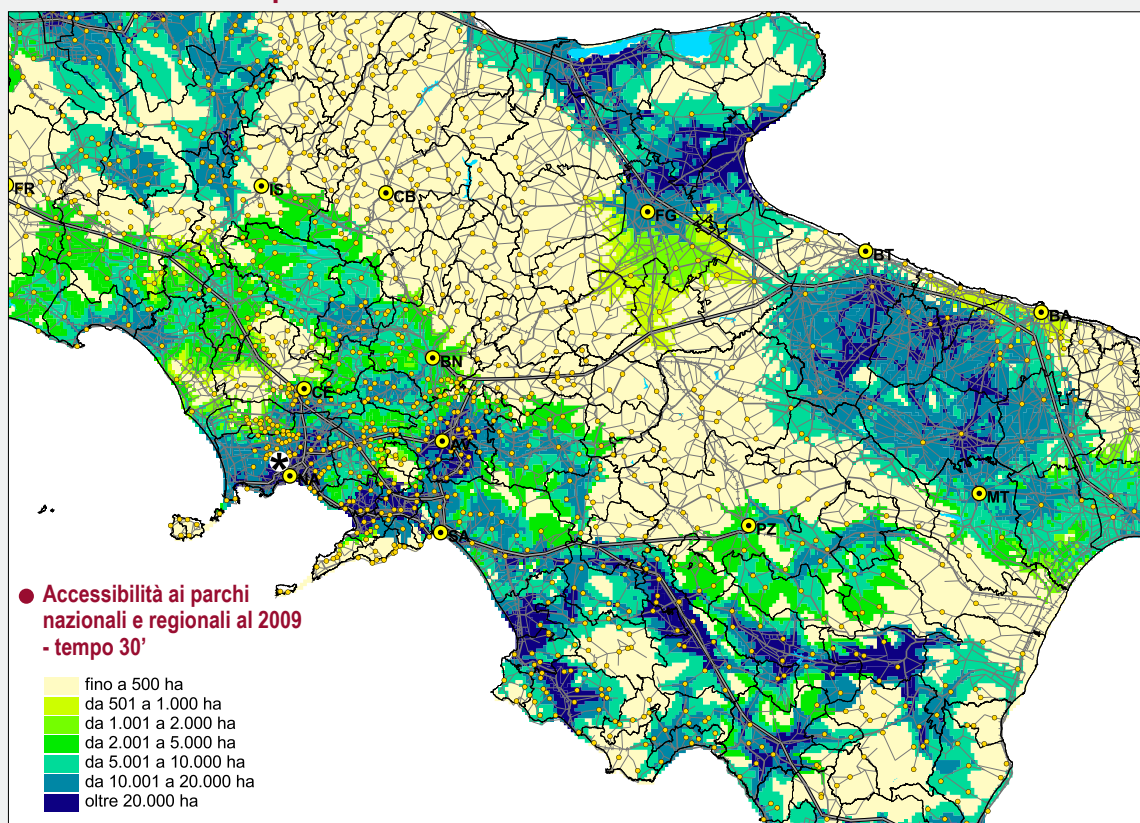 FR
IS
CB
FG
BT
BA
BN
CE
AV
NA
*
MT
PZ
SA
Accessibilità ai parchi
nazionali e regionali al 2009
- tempo 30’
fino a 500 ha
da 501 a 1.000 ha
da 1.001 a 2.000 ha
da 2.001 a 5.000 ha
da 5.001 a 10.000 ha
da 10.001 a 20.000 ha
oltre 20.000 ha